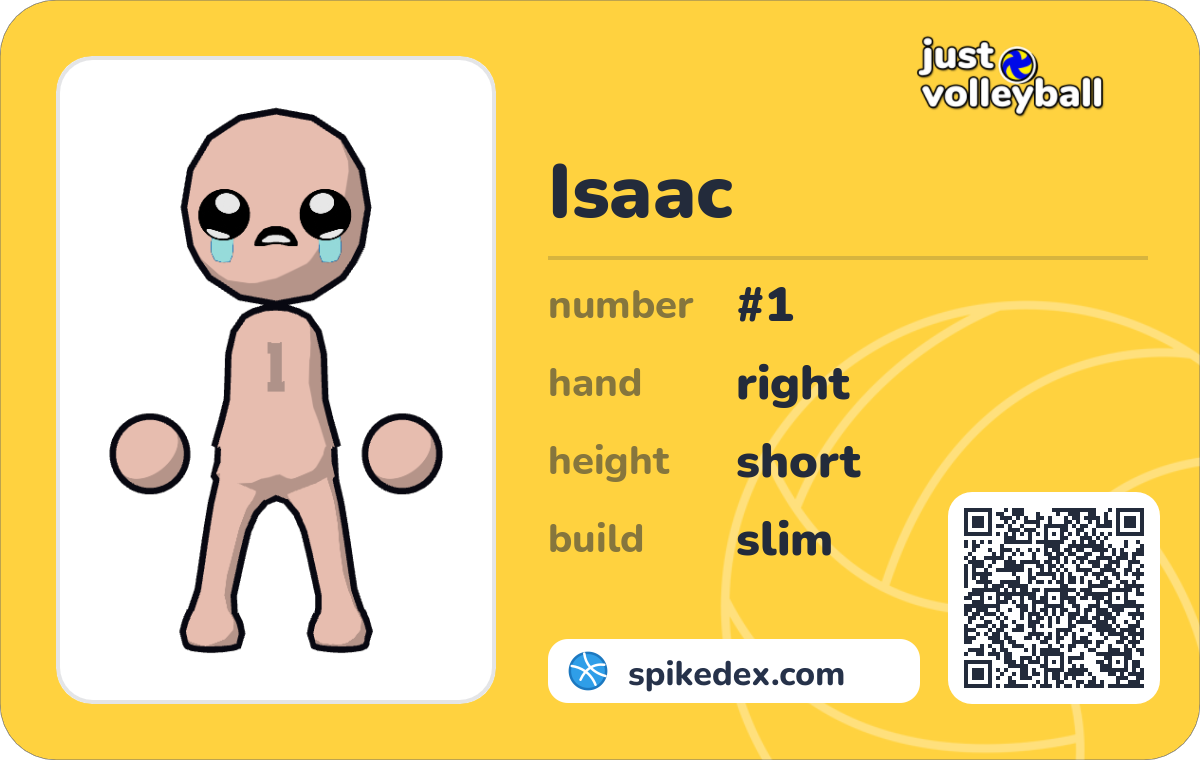 just
volleyball
Isaac
number #1
hand right
height short
build slim
1
spikedex.com